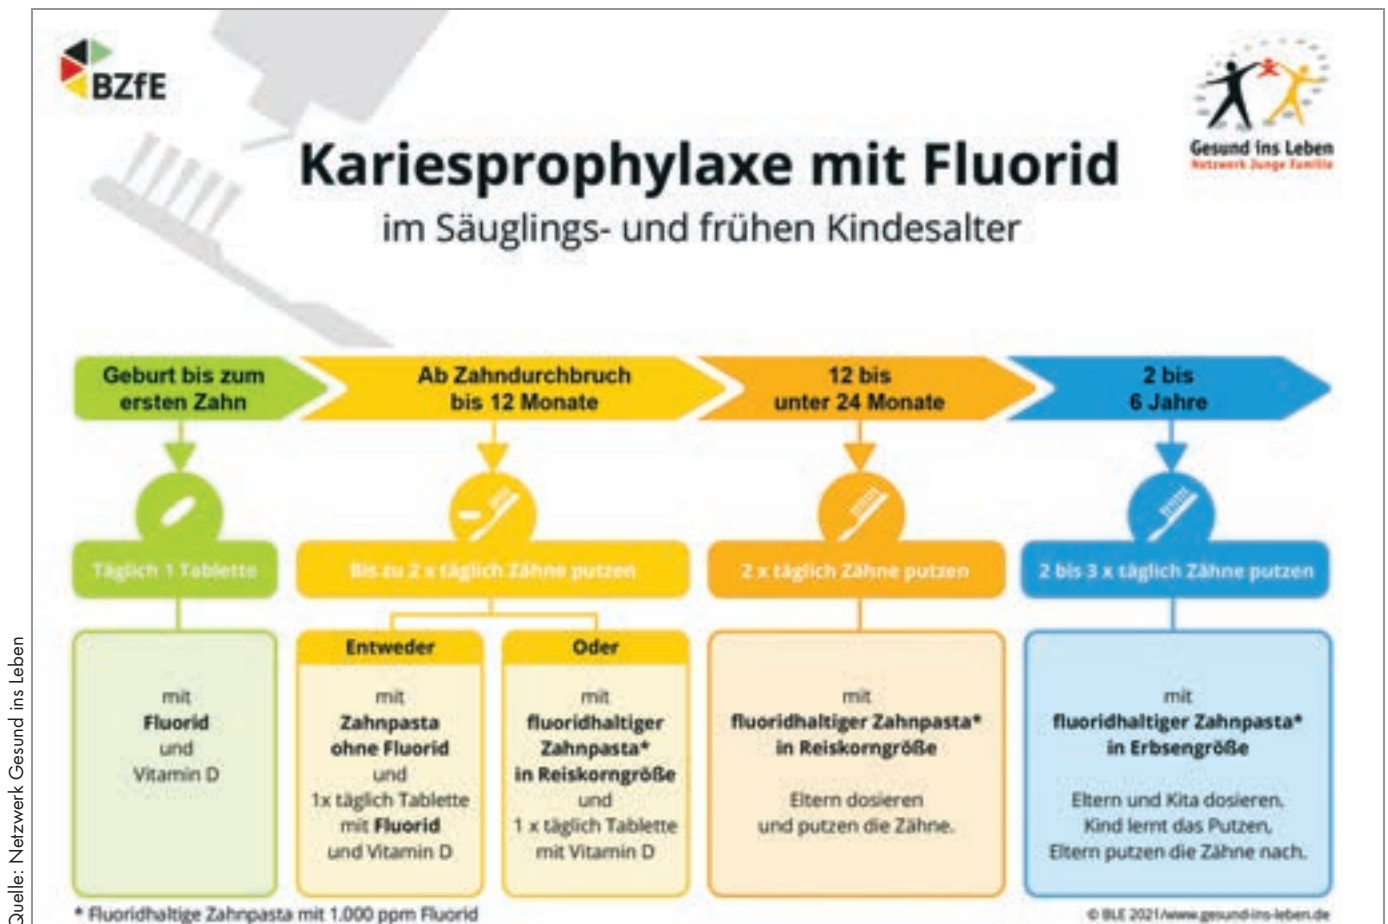 BZfE
Gesund ins Leben
Netzwerk Junge Familie
Kariesprophylaxe mit Fluorid
im Säuglings- und frühen Kindesalter
Geburt bis zum
ersten Zahn
Täglich 1 Tablette
mit
Fluorid
und
Vitamin D
Ab Zahndurchbruch
bis 12 Monate
Bis zu 2 x täglich Zähne putzen
Entweder
mit
Zahnpasta
ohne Fluorid
und
1x täglich Tablette
mit Fluorid
und Vitamin D
Oder
mit
fluoridhaltiger
Zahnpasta*
in Reiskorngröße
und
1 x täglich Tablette
mit Vitamin D
12 bis
unter 24 Monate
2 x täglich Zähne putzen
mit
fluoridhaltiger Zahnpasta*
in Reiskorngröße
Eltern dosieren
und putzen die Zähne.
2 bis
6 Jahre
2 bis 3 x täglich Zähne putzen
mit
fluoridhaltiger Zahnpasta*
in Erbsengröße
Eltern und Kita dosieren.
Kind lernt das Putzen,
Eltern putzen die Zähne nach.
* Fluoridhaltige Zahnpasta mit 1.000 ppm Fluorid
© BLE 2021/www.gesund-ins-leben.de
Quelle: Netzwerk Gesund ins Leben